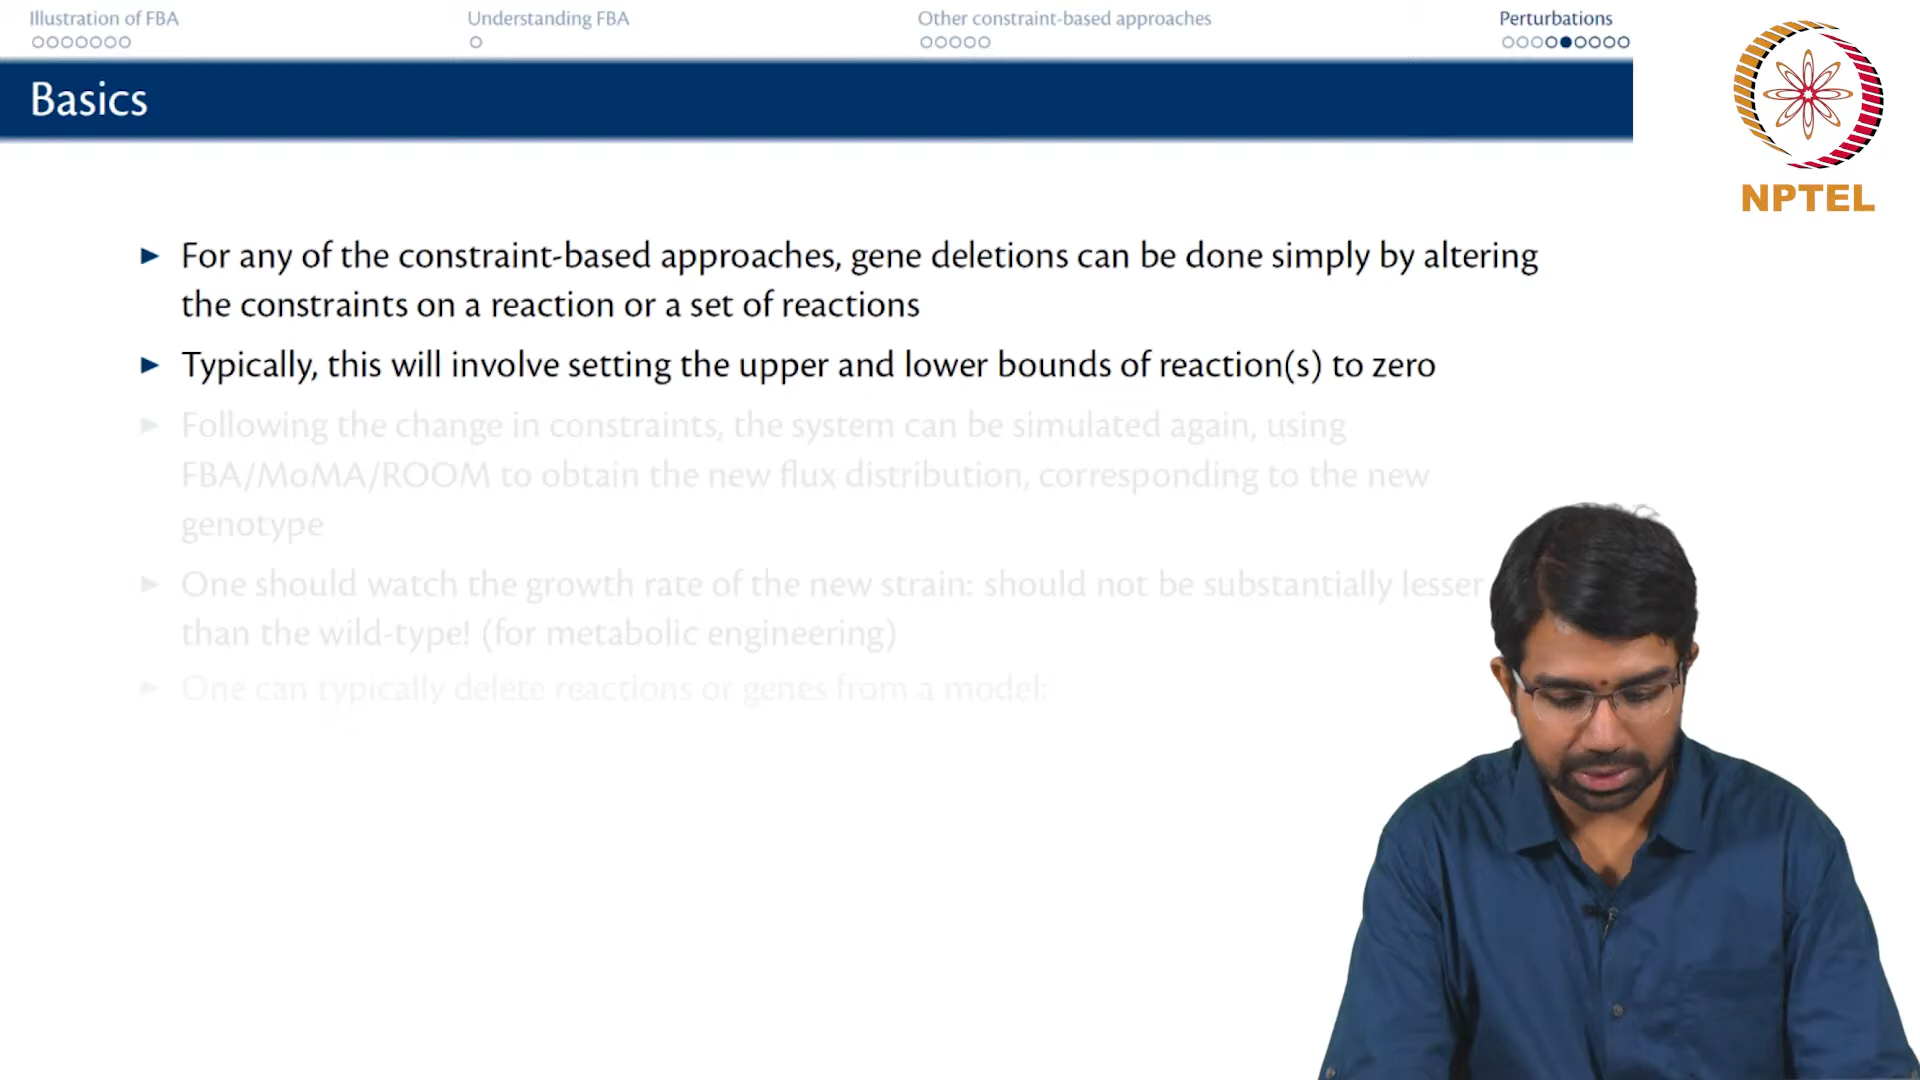 Illustration of FBA
Understanding FBA
Other constraint-based approaches
Perturbations
Basics
NPTEL
► For any of the constraint-based approaches, gene deletions can be done simply by altering
the constraints on a reaction or a set of reactions
► Typically, this will involve setting the upper and lower bounds of reaction(s) to zero
► Following the change in constraints, the system can be simulated again, using
FBA/MoMA/ROOM to obtain the new flux distribution, corresponding to the new
genotype
► One should watch the growth rate of the new strain: should not be substantially lesser
than the wild-type! (for metabolic engineering)
► One can typically delete reactions or genes from a model: